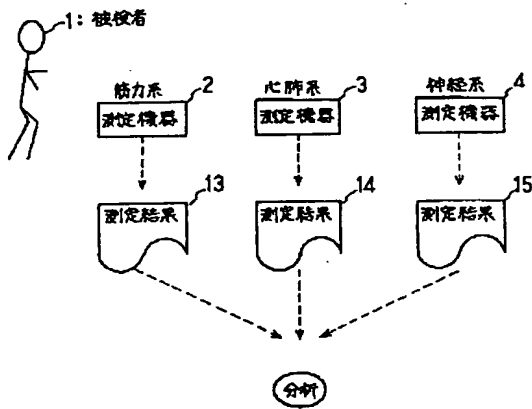 1：被検者
筋力系 2
測定機器
心肺系 3
測定機器
神経系 4
測定機器
13
測定結果
14
測定結果
15
測定結果
分析